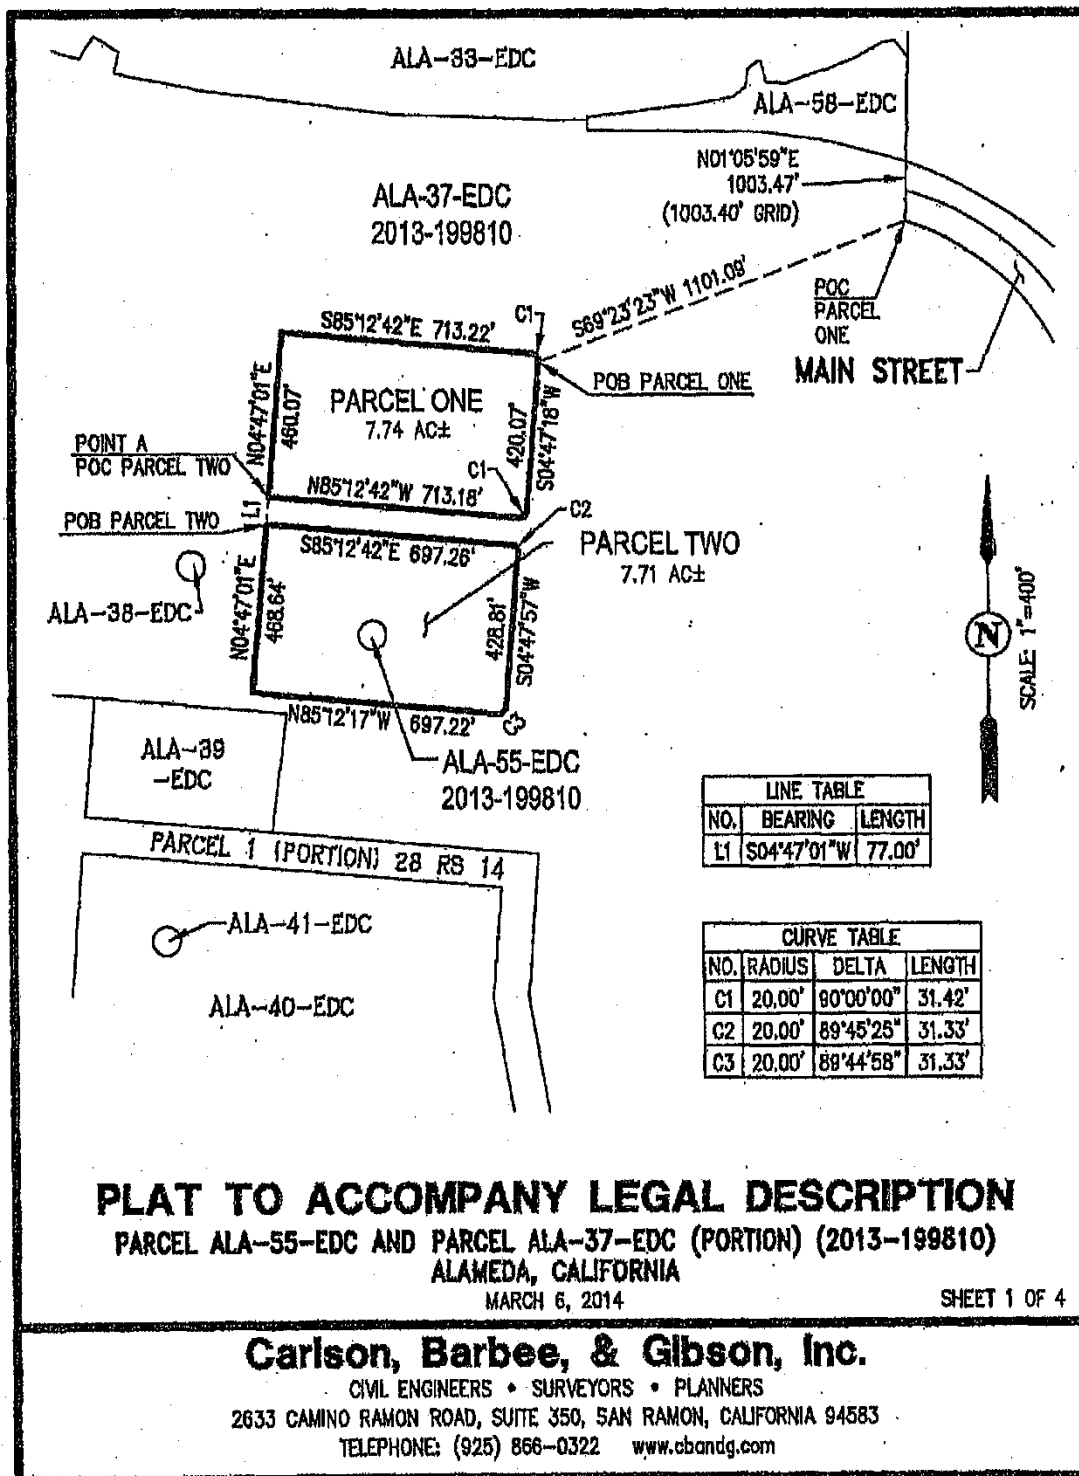 ALA-33-EDC
ALA-58-EDC
N01°05'59"E
1003.47'
(1003.40' GRID)
ALA-37-EDC
2013-199810
S69°23'23"W 1101.09'
POC
PARCEL
ONE
MAIN STREET
C1
S85°12'42"E 713.22'
POB PARCEL ONE
N04°47'01"E
460.07'
PARCEL ONE
7.74 AC±
420.07'
S04°47'18"W
POINT A
POC PARCEL TWO
C1
N85°12'42"W 713.18'
L1
POB PARCEL TWO
C2
S85°12'42"E 697.26'
PARCEL TWO
7.71 AC±
ALA-38-EDC
N04°47'01"E
468.64'
428.81'
S04°47'57"W
N
SCALE: 1"=400'
N85°12'17"W 697.22'
C3
ALA-39
-EDC
ALA-55-EDC
2013-199810
LINE TABLE
NO. BEARING LENGTH
L1 S04°47'01"W 77.00'
PARCEL 1 (PORTION) 28 RS 14
ALA-41-EDC
ALA-40-EDC
CURVE TABLE
NO. RADIUS DELTA LENGTH
C1 20.00' 90°00'00" 31.42'
C2 20.00' 89°45'25" 31.33'
C3 20.00' 89°44'58" 31.33'
PLAT TO ACCOMPANY LEGAL DESCRIPTION
PARCEL ALA-55-EDC AND PARCEL ALA-37-EDC (PORTION) (2013-199810)
ALAMEDA, CALIFORNIA
MARCH 6, 2014
SHEET 1 OF 4
Carlson, Barbee, & Gibson, Inc.
CIVIL ENGINEERS • SURVEYORS • PLANNERS
2633 CAMINO RAMON ROAD, SUITE 350, SAN RAMON, CALIFORNIA 94583
TELEPHONE: (925) 866-0322 www.cbandg.com